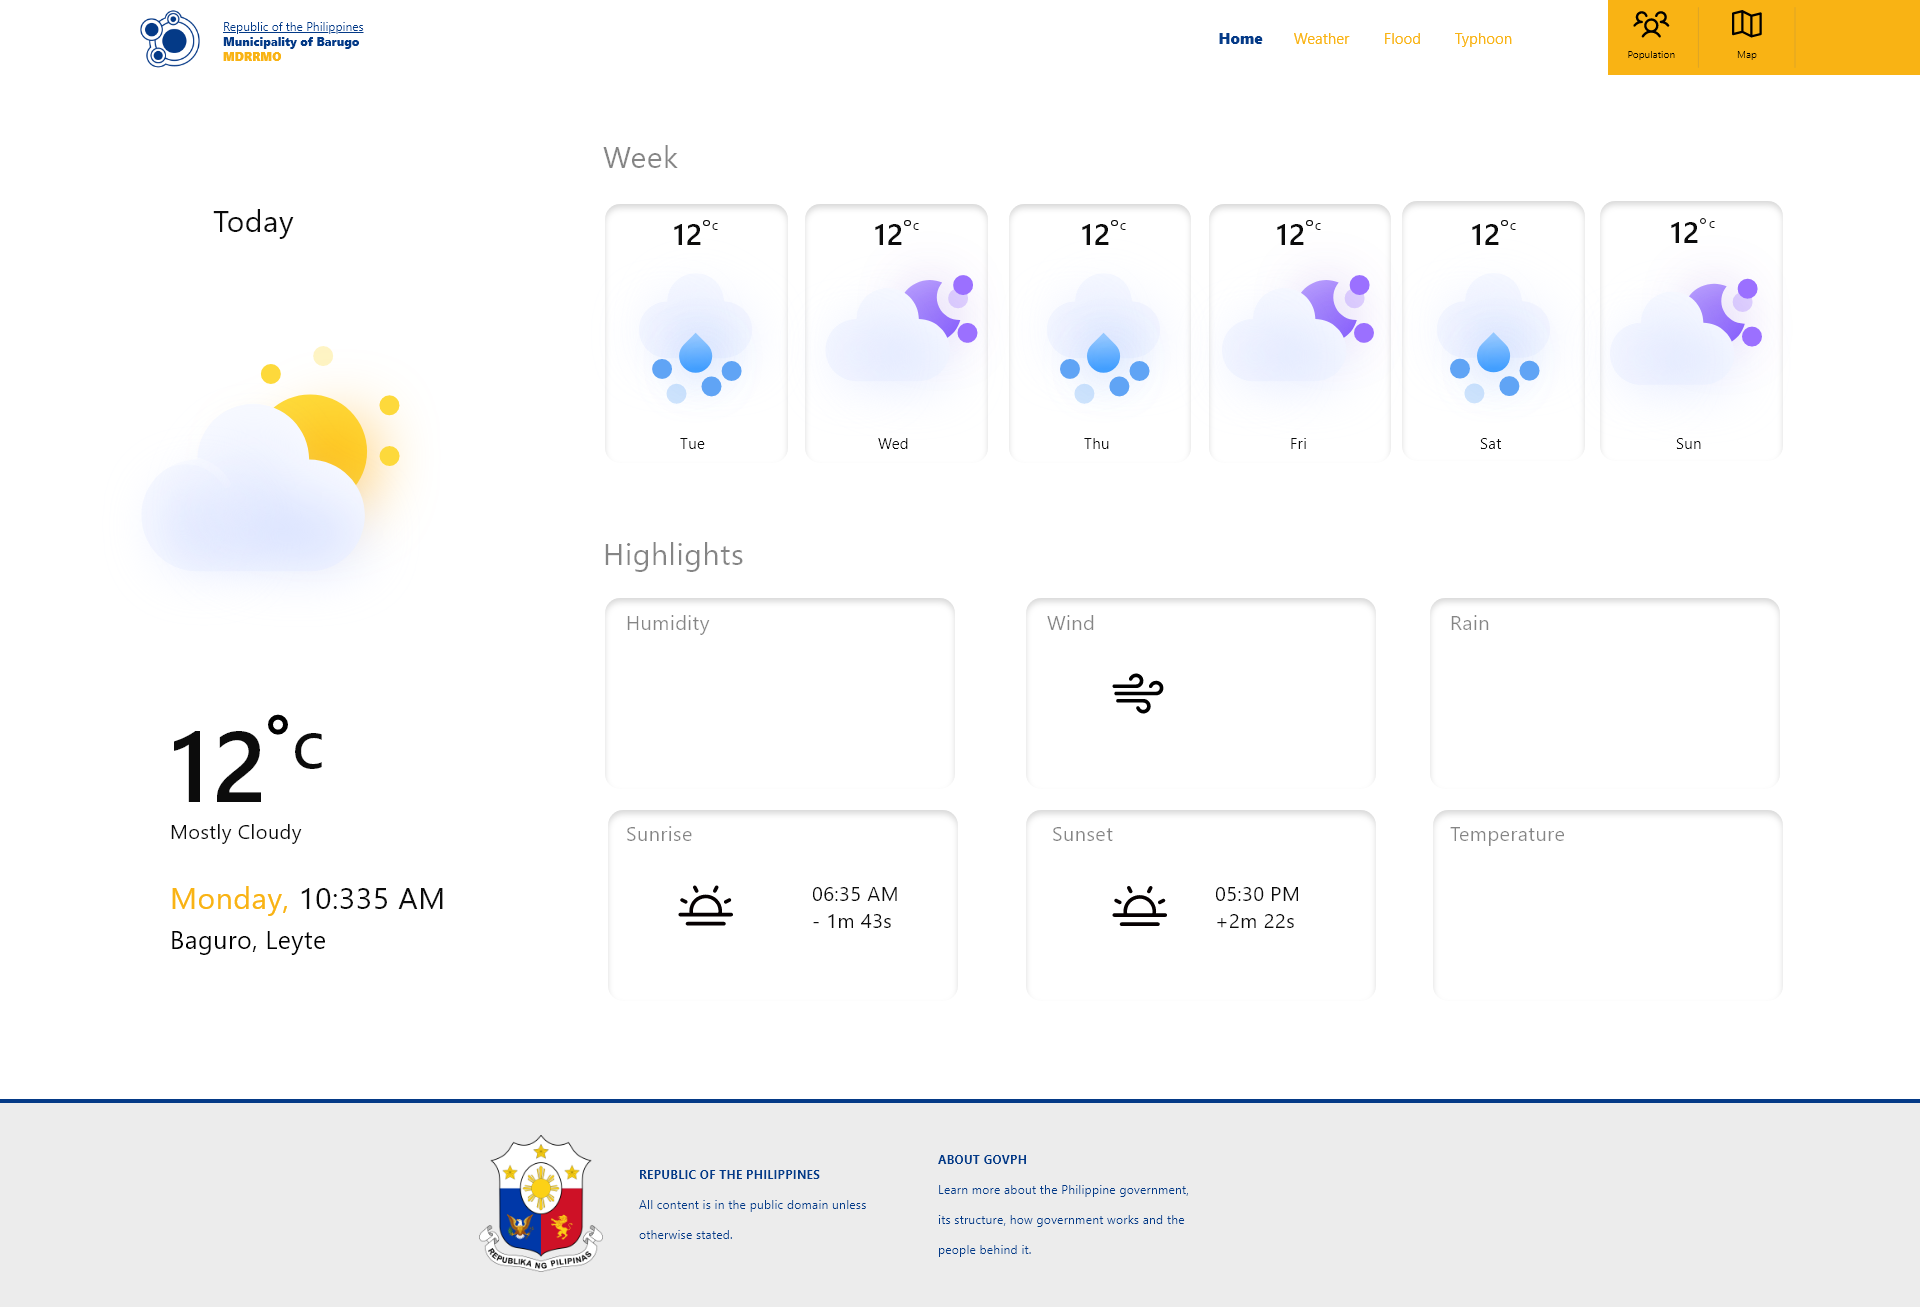 Republic of the Philippines
Municipality of Barugo
MDRRMO
Home Weather Flood Typhoon
Population Map
Today
12°C
Mostly Cloudy
Monday, 10:335 AM
Baguro, Leyte
Week
12°C 12°C 12°C 12°C 12°C 12°C
Tue Wed Thu Fri Sat Sun
Highlights
Humidity
Wind
Rain
Sunrise
06:35 AM
- 1m 43s
Sunset
05:30 PM
+2m 22s
Temperature
REPUBLIKA NG PILIPINAS
REPUBLIC OF THE PHILIPPINES
All content is in the public domain unless
otherwise stated.
ABOUT GOVPH
Learn more about the Philippine government,
its structure, how government works and the
people behind it.